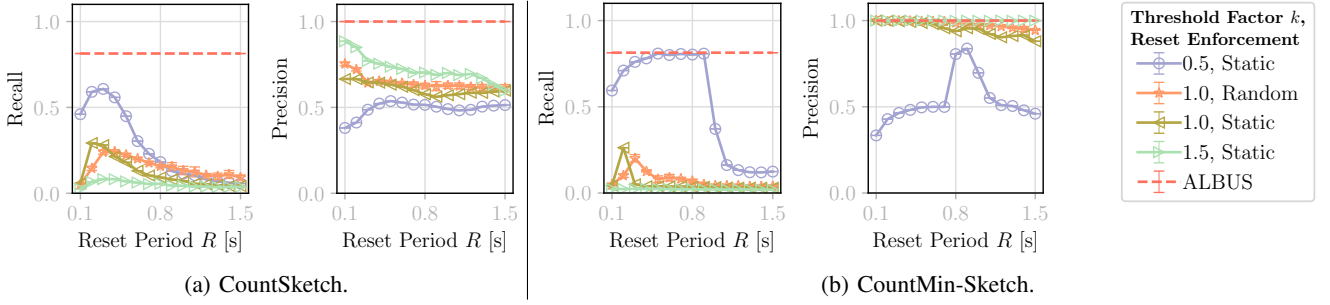 Recall
1.0
0.5
0.0
0.1
0.8
1.5
Reset Period R [s]
Precision
1.0
0.5
0.0
0.1
0.8
1.5
Reset Period R [s]
(a) CountSketch.
Recall
1.0
0.5
0.0
0.1
0.8
1.5
Reset Period R [s]
Precision
1.0
0.5
0.0
0.1
0.8
1.5
Reset Period R [s]
(b) CountMin-Sketch.
Threshold Factor k,
Reset Enforcement
0.5, Static
1.0, Random
1.0, Static
1.5, Static
ALBUS